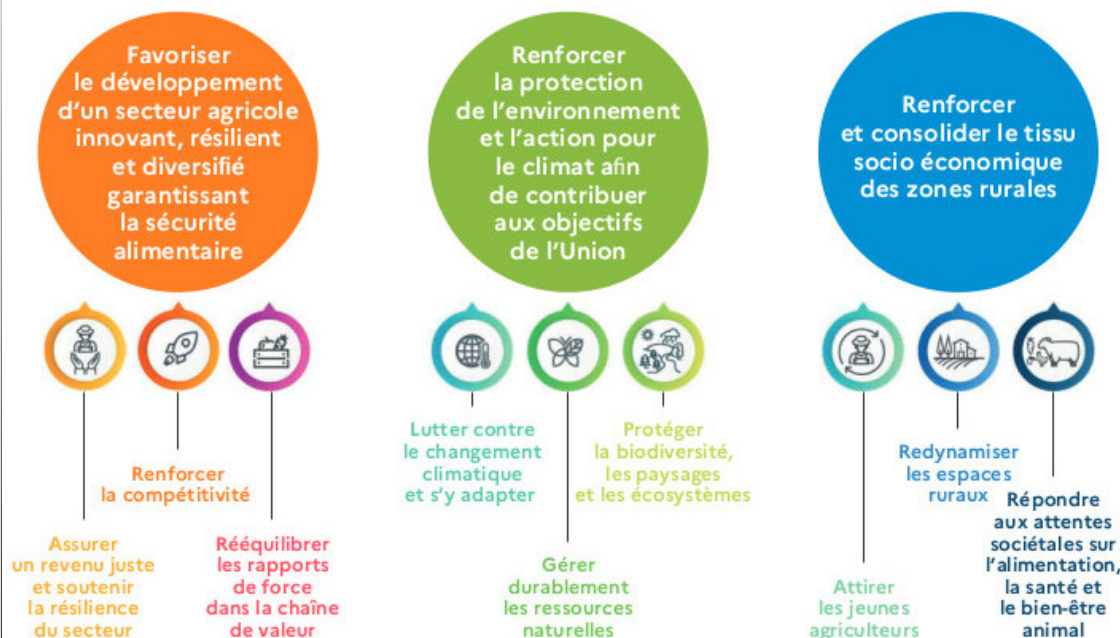 Favoriser
le développement
d'un secteur agricole
innovant, résilient
et diversifié
garantissant
la sécurité
alimentaire
Assurer
un revenu juste
et soutenir
la résilience
du secteur
Renforcer
la compétitivité
Rééquilibrer
les rapports
de force
dans la chaîne
de valeur
Renforcer
la protection
de l'environnement
et l'action pour
le climat afin
de contribuer
aux objectifs
de l'Union
Lutter contre
le changement
climatique
et s'y adapter
Gérer
durablement
les ressources
naturelles
Protéger
la biodiversité,
les paysages
et les écosystèmes
Renforcer
et consolider le tissu
socio économique
des zones rurales
Attirer
les jeunes
agriculteurs
Redynamiser
les espaces
ruraux
Répondre
aux attentes
sociétales sur
l'alimentation,
la santé et
le bien-être
animal